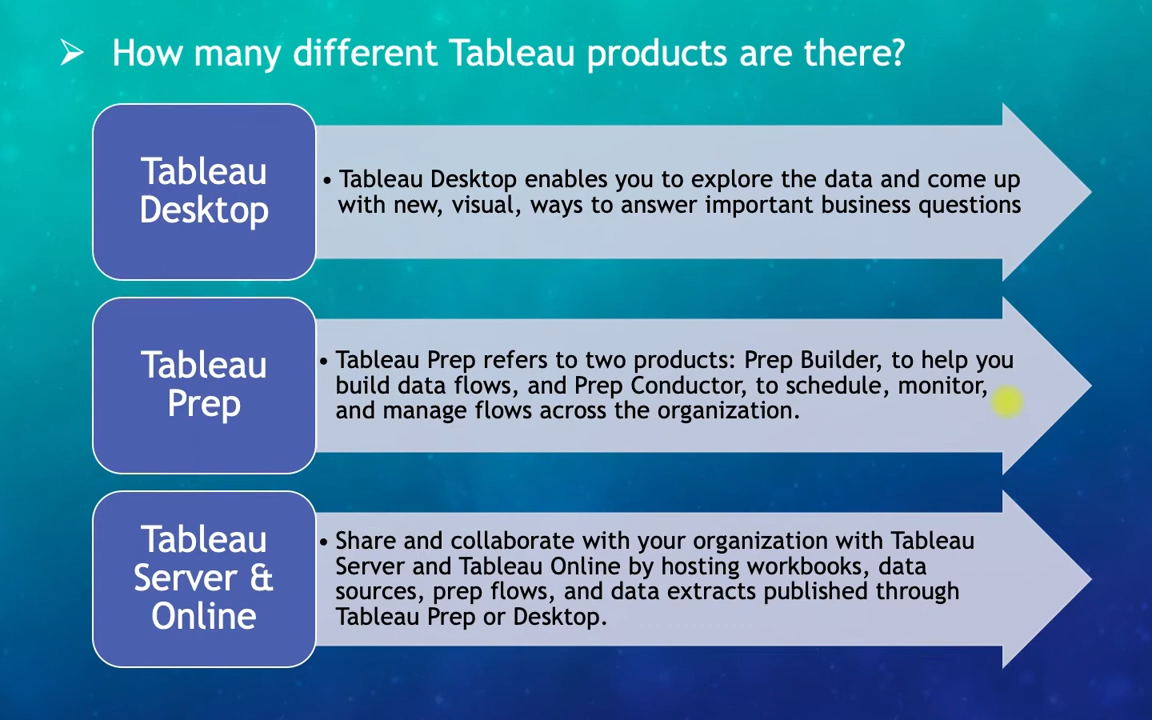 ➢ How many different Tableau products are there?
Tableau
Desktop
• Tableau Desktop enables you to explore the data and come up
with new, visual, ways to answer important business questions
Tableau
Prep
• Tableau Prep refers to two products: Prep Builder, to help you
build data flows, and Prep Conductor, to schedule, monitor,
and manage flows across the organization.
Tableau
Server &
Online
• Share and collaborate with your organization with Tableau
Server and Tableau Online by hosting workbooks, data
sources, prep flows, and data extracts published through
Tableau Prep or Desktop.